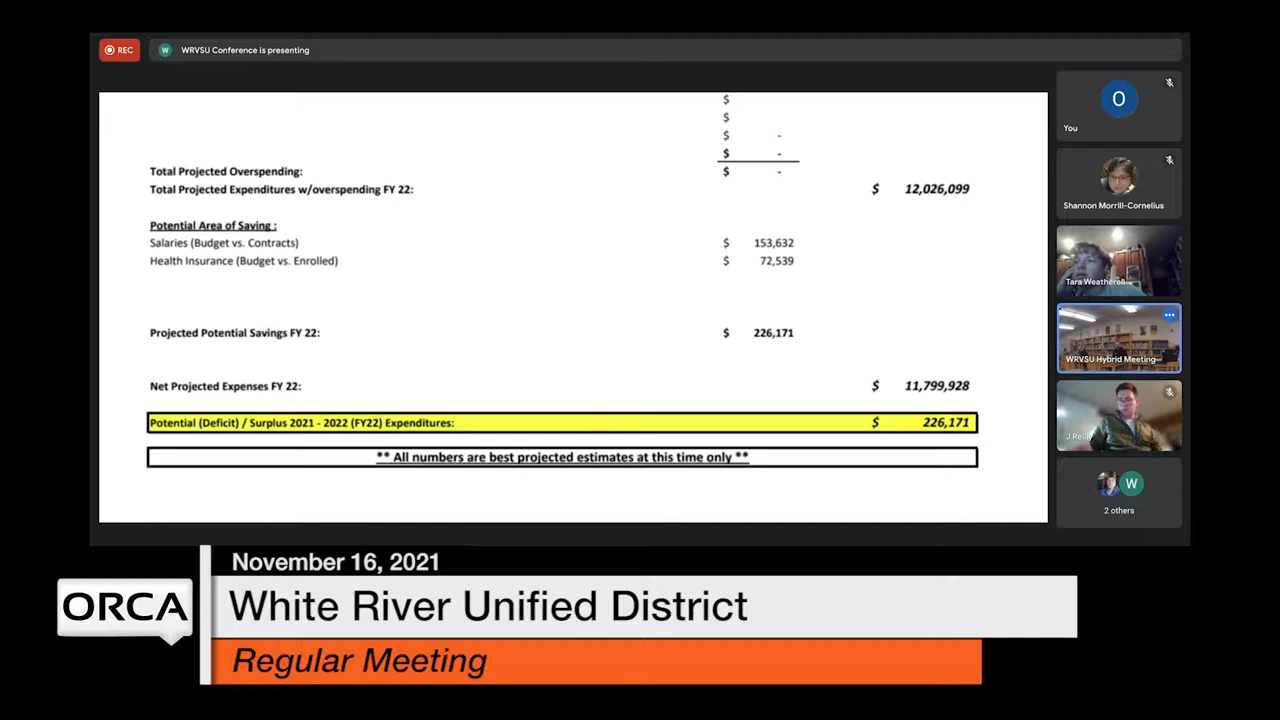 REC
W WRVSU Conference is presenting
$
$
$ -
$ -
Total Projected Overspending: $ -
Total Projected Expenditures w/overspending FY 22: $ 12,026,099
Potential Area of Saving :
Salaries (Budget vs. Contracts) $ 153,632
Health Insurance (Budget vs. Enrolled) $ 72,539
Projected Potential Savings FY 22: $ 226,171
Net Projected Expenses FY 22: $ 11,799,928
Potential (Deficit) / Surplus 2021 - 2022 (FY22) Expenditures: $ 226,171
** All numbers are best projected estimates at this time only **
O
You
Shannon Morrill-Cornelius
Tara Weatherell
WRVSU Hybrid Meeting
J Reilly
W
2 others
November 16, 2021
ORCA
White River Unified District
Regular Meeting